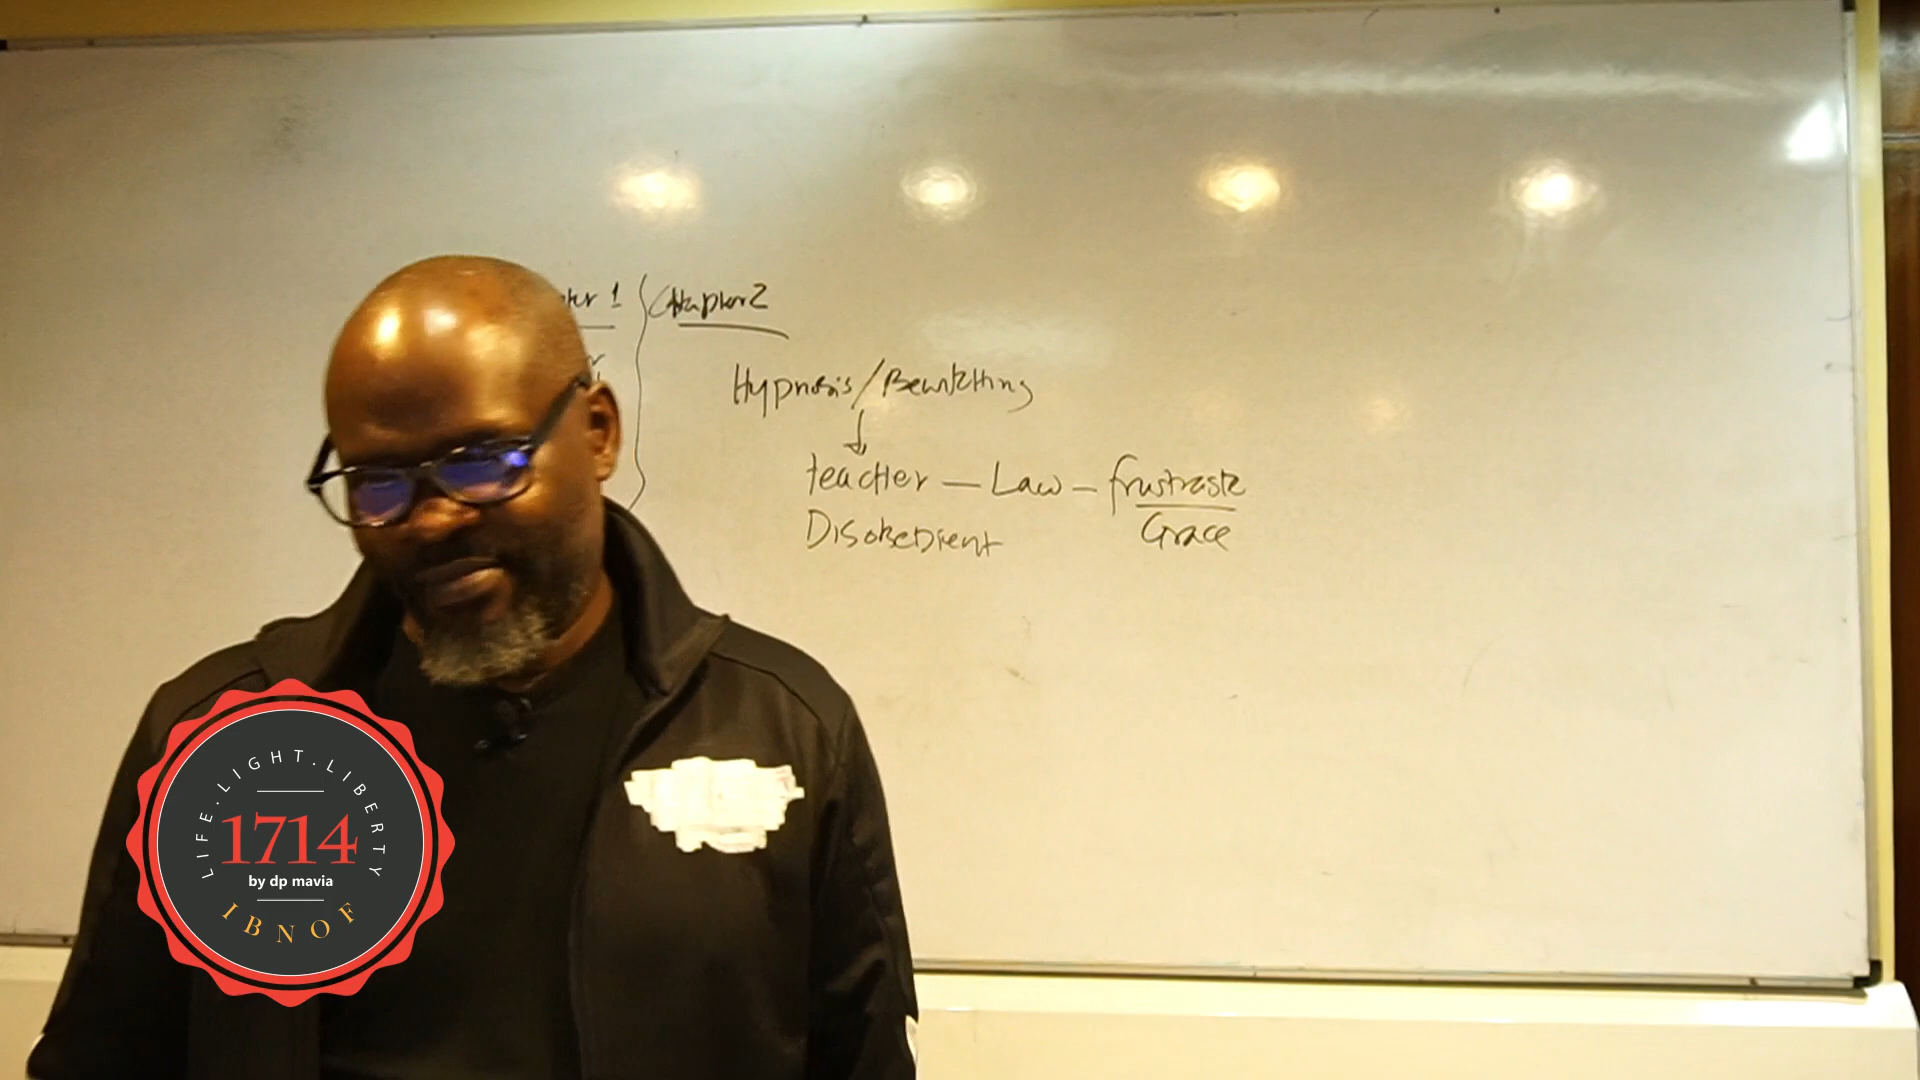 Chapter 2
Hypnosis/Bewitching
teacher — Law — frustrate
Disobedient Grace
LIFE.LIGHT.LIBERTY
1714
by dp mavia
IBNOF